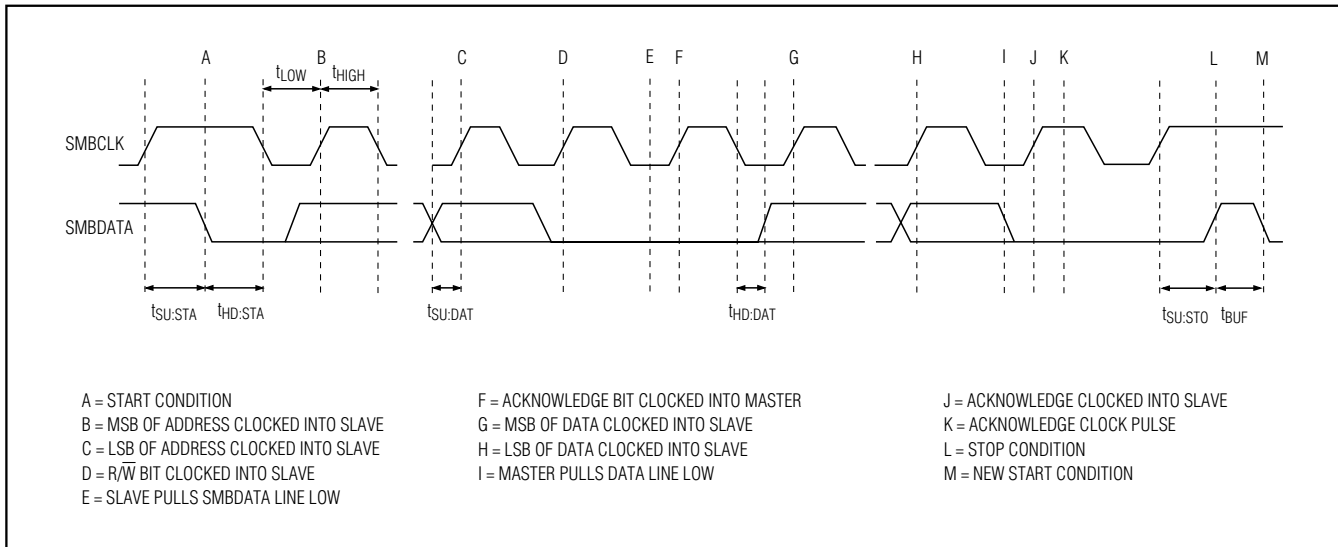 A B C D E F G H I J K L M
tLOW tHIGH
SMBCLK
SMBDATA
tSU:STA tHD:STA tSU:DAT tHD:DAT tSU:STO tBUF
A = START CONDITION
B = MSB OF ADDRESS CLOCKED INTO SLAVE
C = LSB OF ADDRESS CLOCKED INTO SLAVE
D = R/W̅ BIT CLOCKED INTO SLAVE
E = SLAVE PULLS SMBDATA LINE LOW
F = ACKNOWLEDGE BIT CLOCKED INTO MASTER
G = MSB OF DATA CLOCKED INTO SLAVE
H = LSB OF DATA CLOCKED INTO SLAVE
I = MASTER PULLS DATA LINE LOW
J = ACKNOWLEDGE CLOCKED INTO SLAVE
K = ACKNOWLEDGE CLOCK PULSE
L = STOP CONDITION
M = NEW START CONDITION